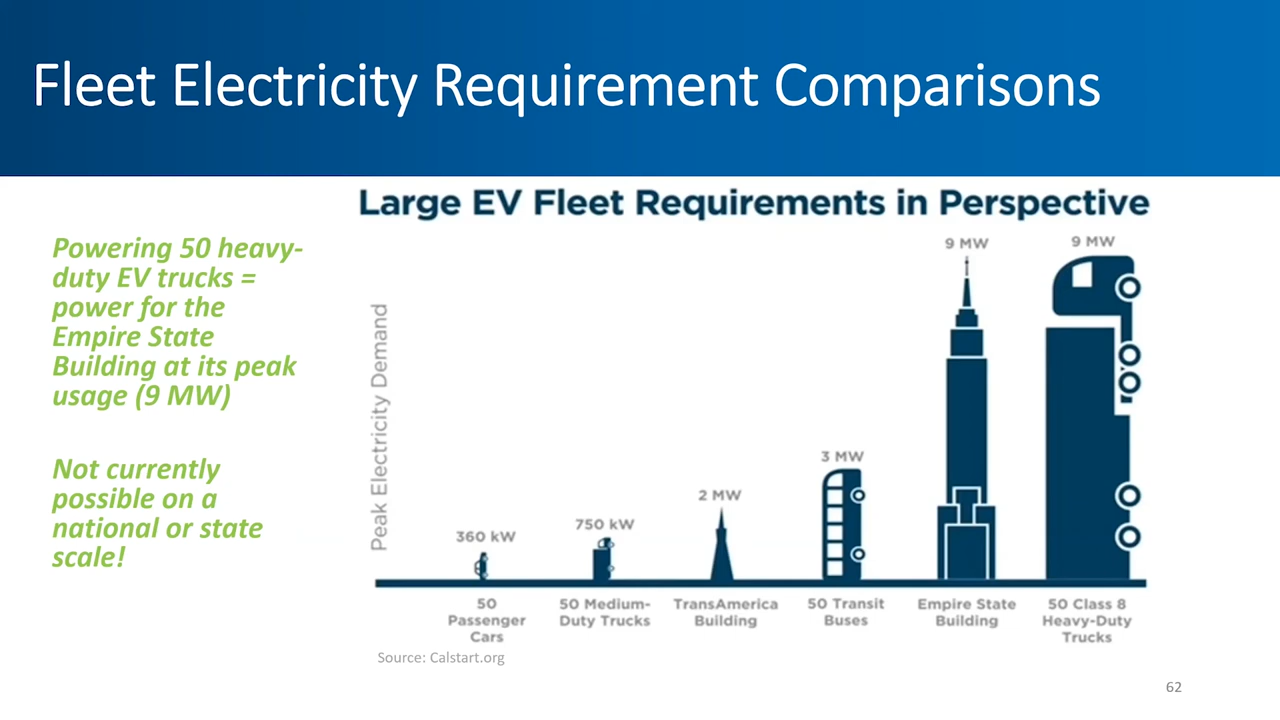 Fleet Electricity Requirement Comparisons
Powering 50 heavy-
duty EV trucks =
power for the
Empire State
Building at its peak
usage (9 MW)
Not currently
possible on a
national or state
scale!
Large EV Fleet Requirements in Perspective
Peak Electricity Demand
360 kW
750 kW
2 MW
3 MW
9 MW
9 MW
50
Passenger
Cars
50 Medium-
Duty Trucks
TransAmerica
Building
50 Transit
Buses
Empire State
Building
50 Class 8
Heavy-Duty
Trucks
Source: Calstart.org
62